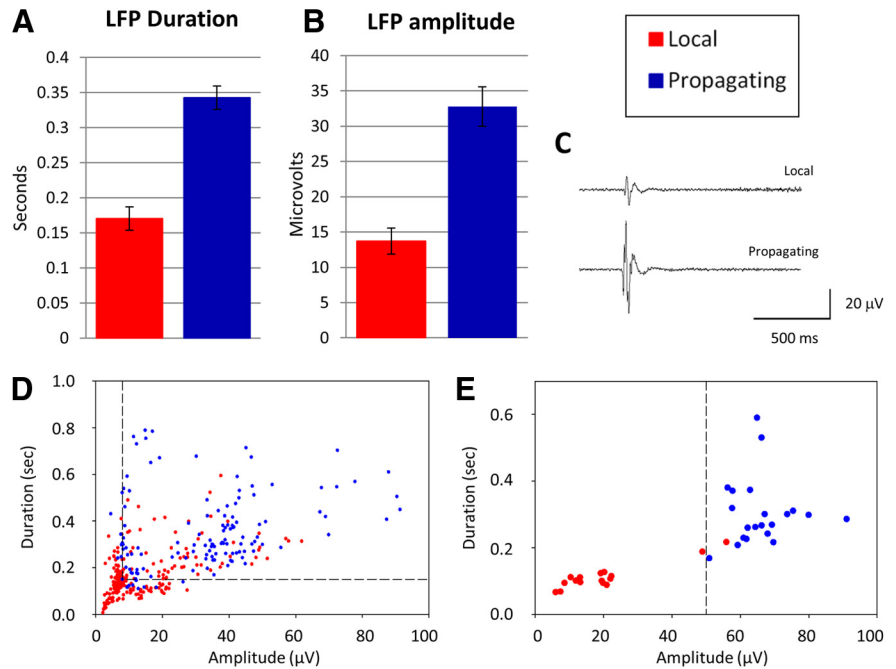 A
LFP Duration
Seconds
0.4
0.35
0.3
0.25
0.2
0.15
0.1
0.05
0
B
LFP amplitude
Microvolts
40
35
30
25
20
15
10
5
0
Local
Propagating
C
Local
Propagating
20 μV
500 ms
D
Duration (sec)
1.0
0.8
0.6
0.4
0.2
0.0
0 20 40 60 80 100
Amplitude (μV)
E
Duration (sec)
0.6
0.4
0.2
0.0
0 20 40 60 80 100
Amplitude (μV)